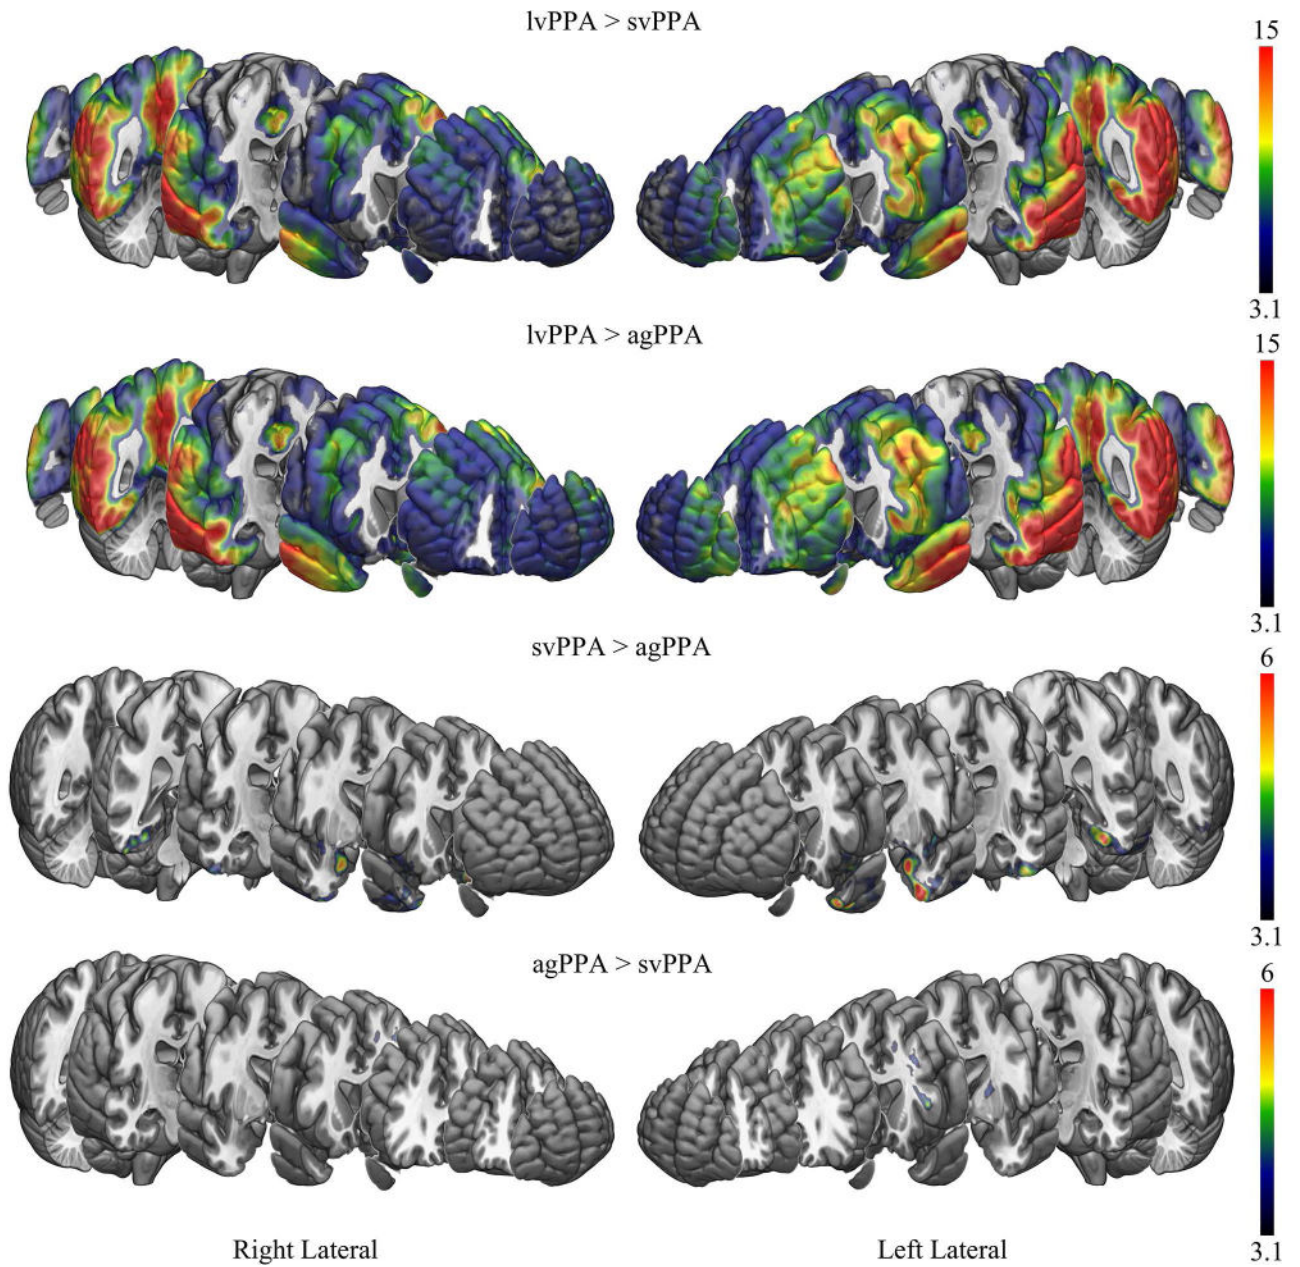 lvPPA > svPPA
15
3.1
lvPPA > agPPA
15
3.1
svPPA > agPPA
6
3.1
agPPA > svPPA
6
3.1
Right Lateral
Left Lateral